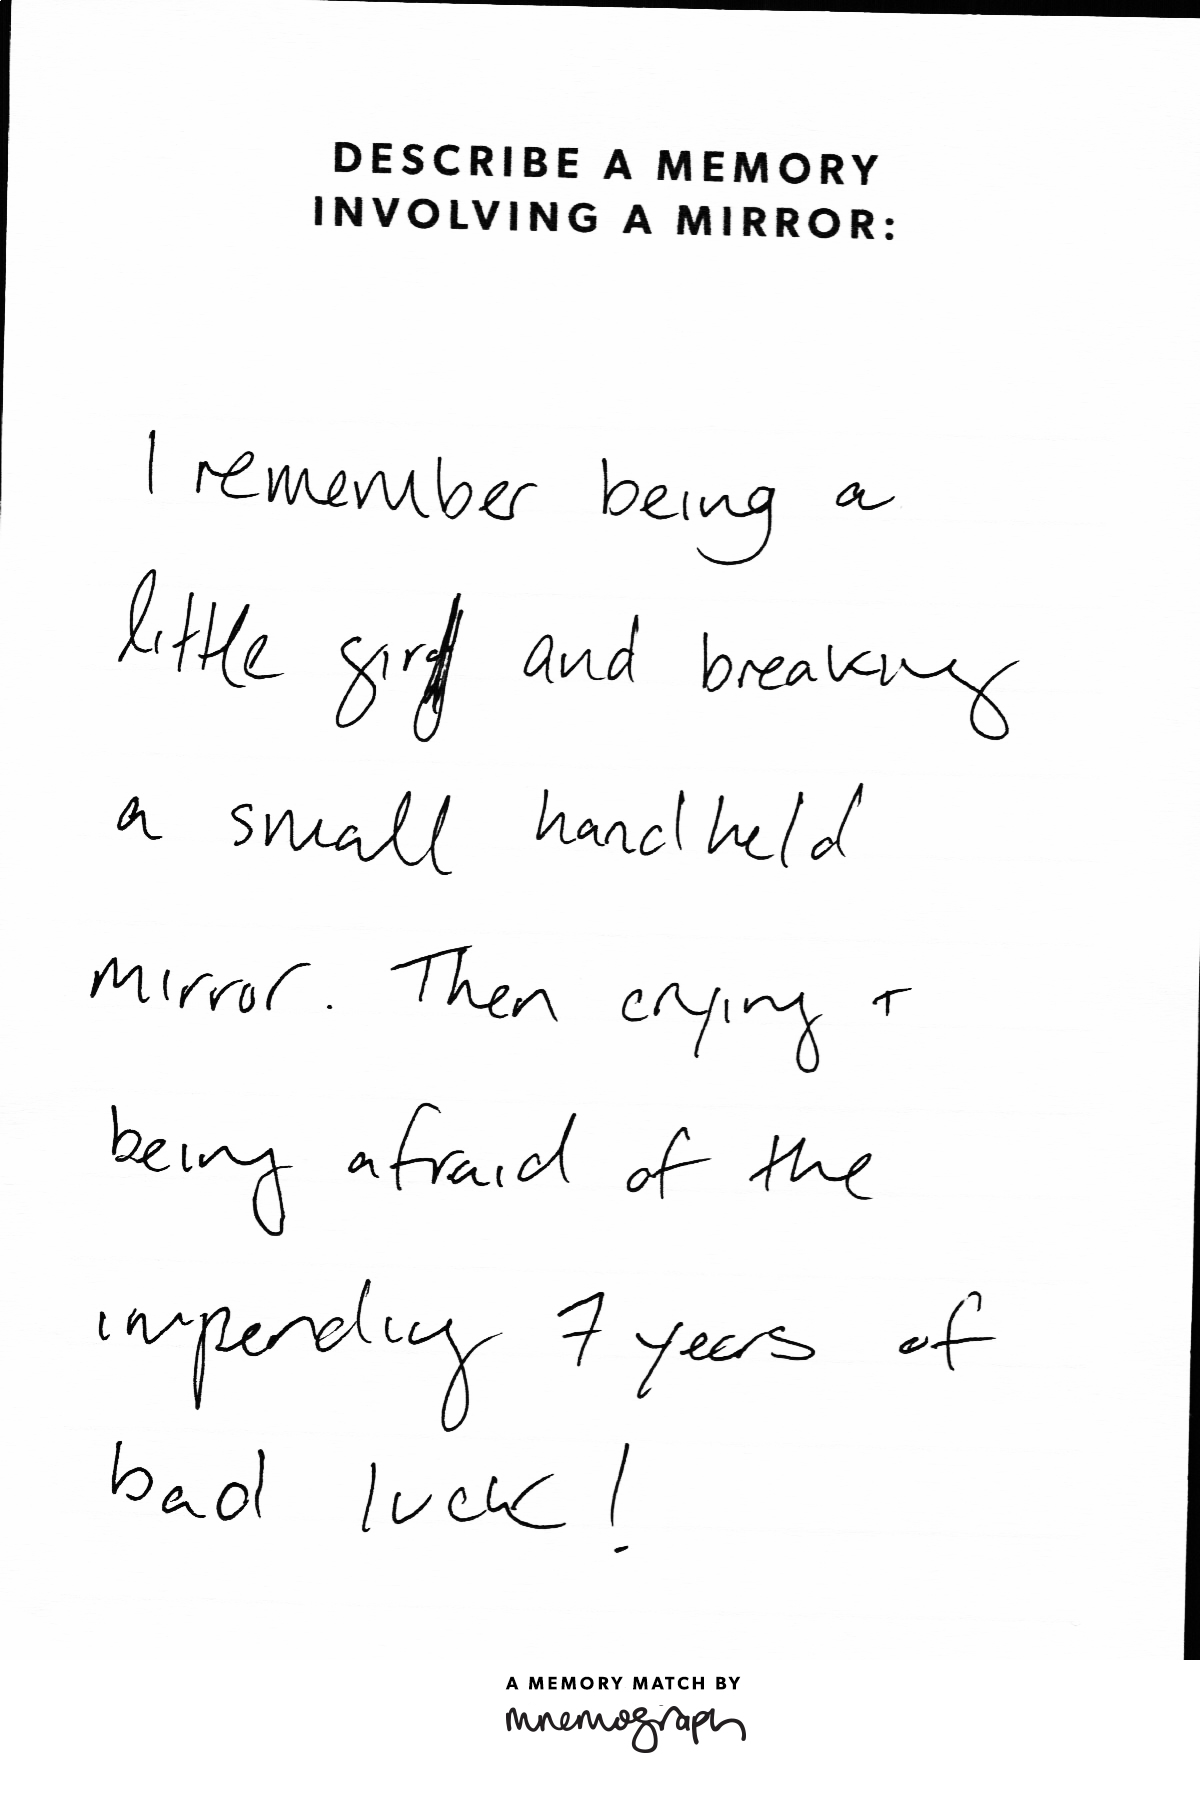 DESCRIBE A MEMORY
INVOLVING A MIRROR:
I remember being a
little girl and breaking
a small handheld
mirror. Then crying +
being afraid of the
impending 7 years of
bad luck!
A MEMORY MATCH BY
mnemograph